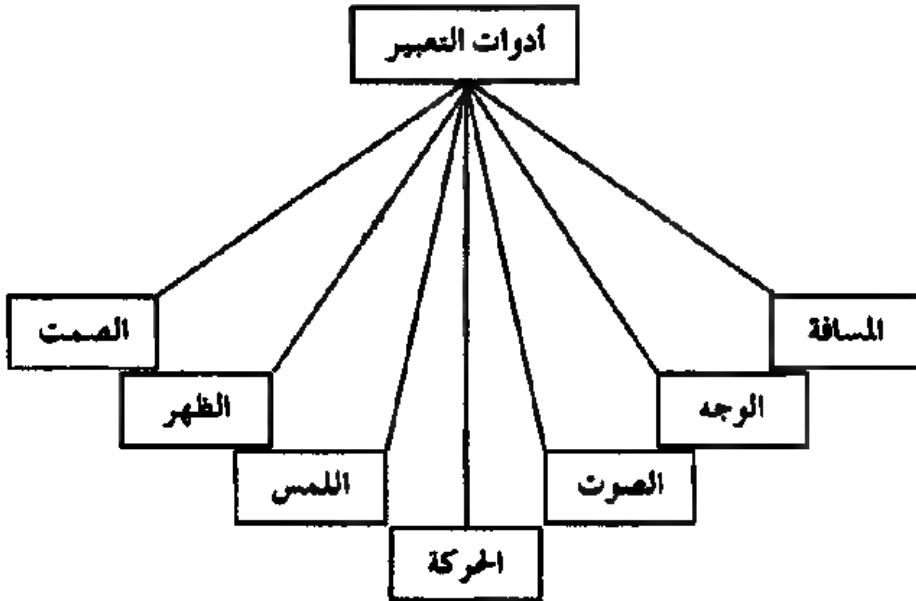 أدوات التعبير
المسافة
الصمت
الوجه
الظهر
الصوت
اللمس
الحركة